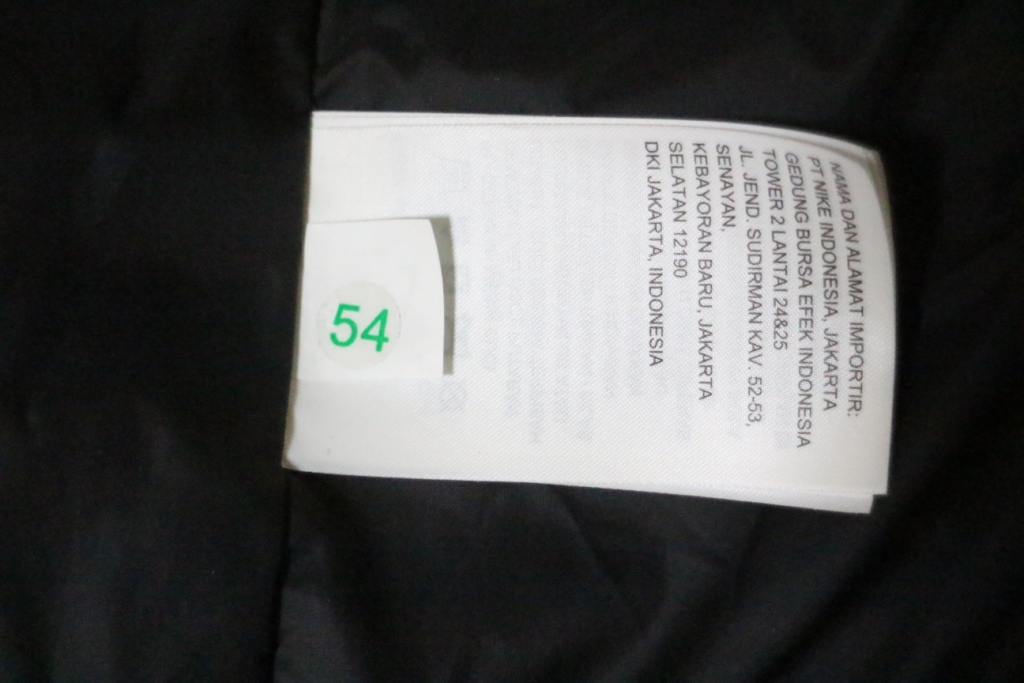 NAMA DAN ALAMAT IMPORTIR:
PT NIKE INDONESIA, JAKARTA
GEDUNG BURSA EFEK INDONESIA
TOWER 2 LANTAI 24&25
JL. JEND. SUDIRMAN KAV. 52-53,
SENAYAN,
KEBAYORAN BARU, JAKARTA
SELATAN 12190
DKI JAKARTA, INDONESIA
54